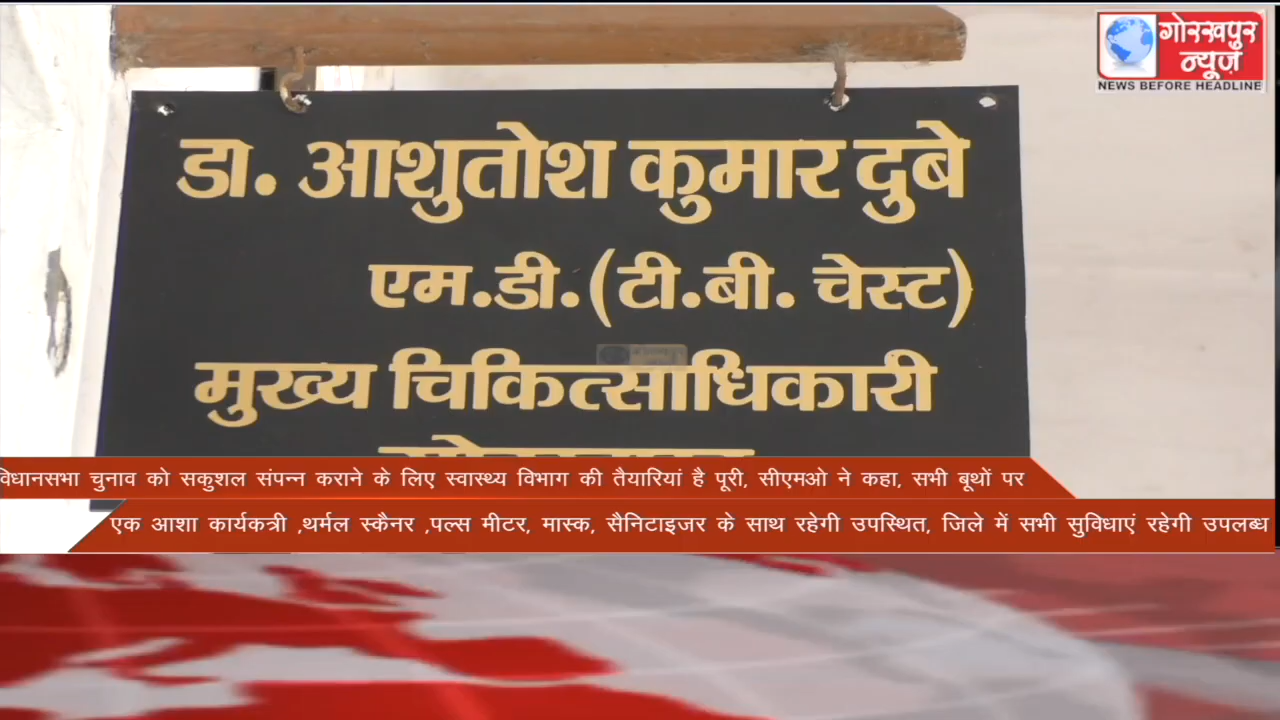 गोरखपुर
न्यूज़
NEWS BEFORE HEADLINE
डा. आशुतोश कुमार दुबे
एम.डी.(टी.बी. चेस्ट)
मुख्य चिकित्साधिकारी
विधानसभा चुनाव को सकुशल संपन्न कराने के लिए स्वास्थ्य विभाग की तैयारियां है पूरी, सीएमओ ने कहा, सभी बूथों पर
एक आशा कार्यकत्री ,थर्मल स्कैनर ,पल्स मीटर, मास्क, सैनिटाइजर के साथ रहेगी उपस्थित, जिले में सभी सुविधाएं रहेगी उपलब्ध